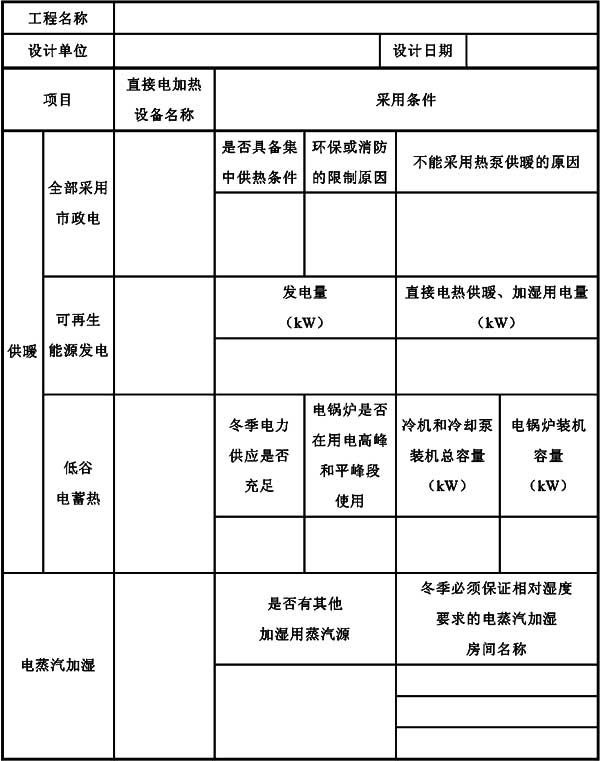 工程名称
设计单位
设计日期
项目
直接电加热
设备名称
采用条件
供暖
全部采用
市政电
是否具备集
中供热条件
环保或消防
的限制原因
不能采用热泵供暖的原因
可再生
能源发电
发电量
（kW）
直接电热供暖、加湿用电量
（kW）
低谷
电蓄热
冬季电力
供应是否
充足
电锅炉是否
在用电高峰
和平峰段
使用
冷机和冷却泵
装机总容量
（kW）
电锅炉装机
容量
（kW）
电蒸汽加湿
是否有其他
加湿用蒸汽源
冬季必须保证相对湿度
要求的电蒸汽加湿
房间名称